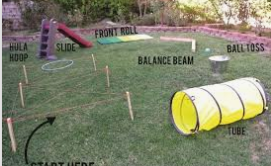 FRONT ROLL
HULA
HOOP
SLIDE
BALL TOSS
BALANCE BEAM
TUBE
START HERE